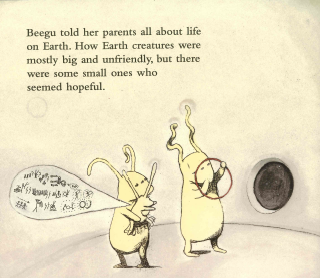 Beegu told her parents all about life
on Earth. How Earth creatures were
mostly big and unfriendly, but there
were some small ones who
seemed hopeful.